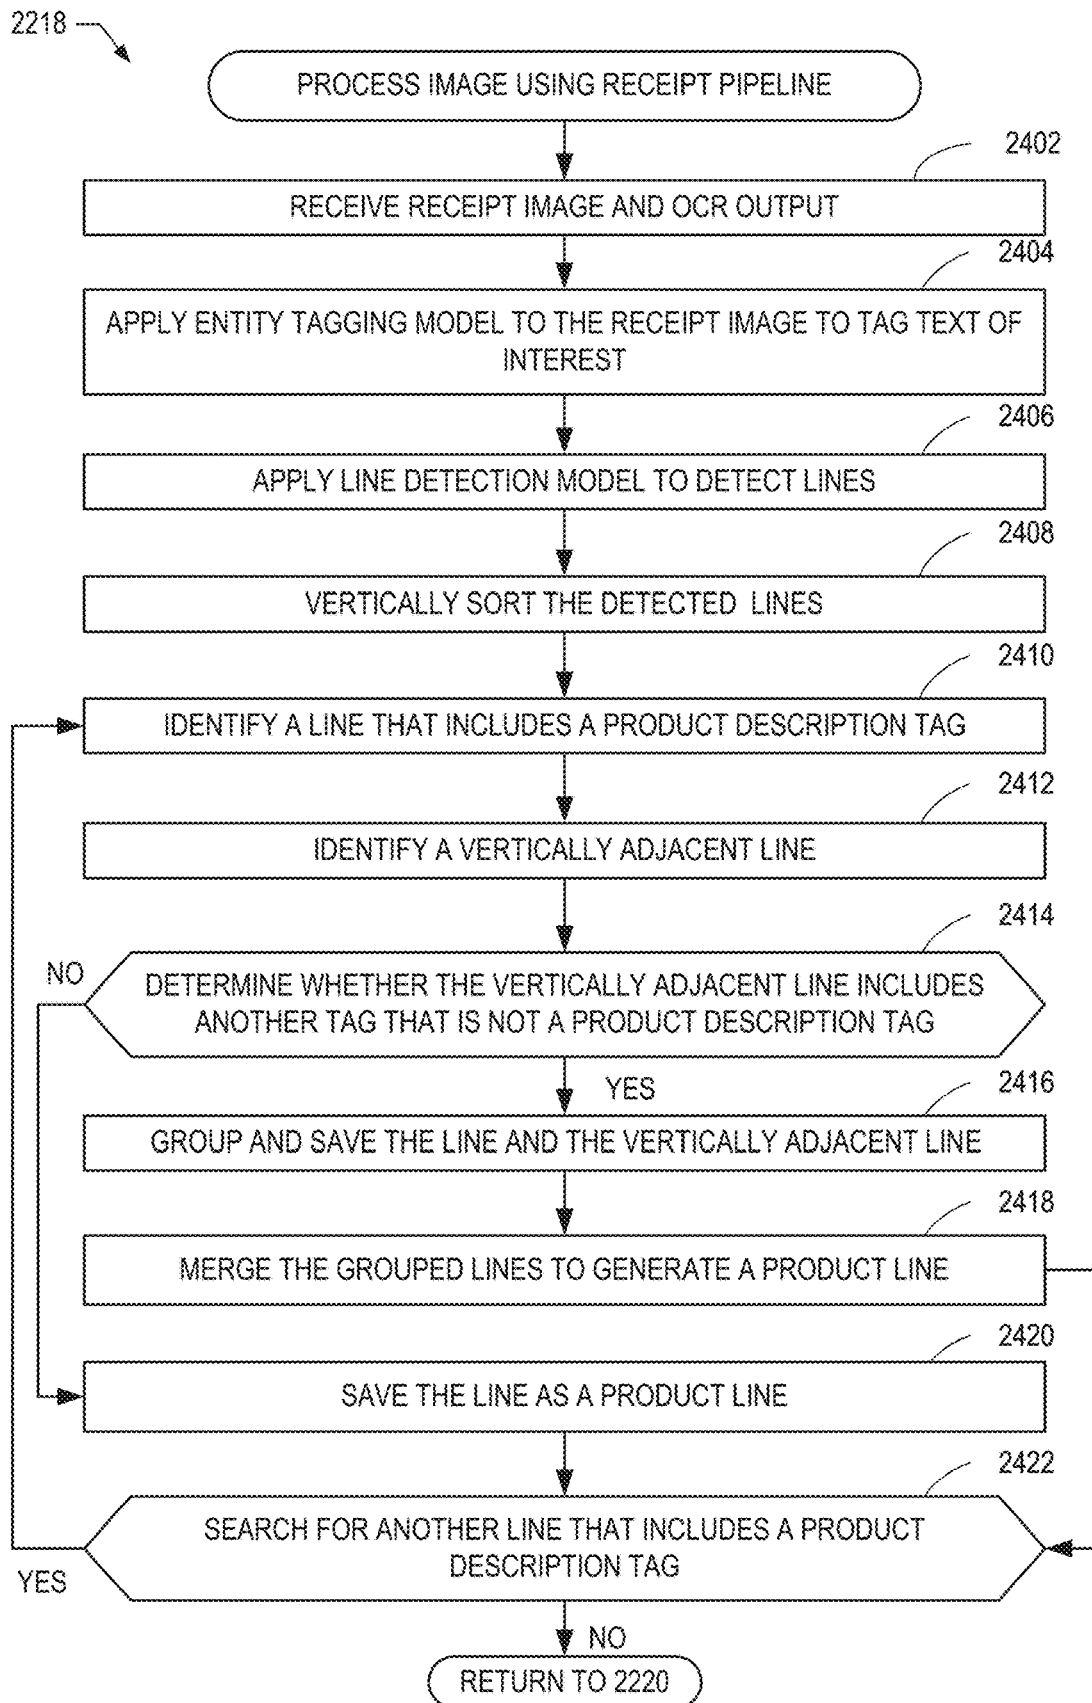 2218
PROCESS IMAGE USING RECEIPT PIPELINE
2402
RECEIVE RECEIPT IMAGE AND OCR OUTPUT
2404
APPLY ENTITY TAGGING MODEL TO THE RECEIPT IMAGE TO TAG TEXT OF
INTEREST
2406
APPLY LINE DETECTION MODEL TO DETECT LINES
2408
VERTICALLY SORT THE DETECTED LINES
2410
IDENTIFY A LINE THAT INCLUDES A PRODUCT DESCRIPTION TAG
2412
IDENTIFY A VERTICALLY ADJACENT LINE
2414
NO
DETERMINE WHETHER THE VERTICALLY ADJACENT LINE INCLUDES
ANOTHER TAG THAT IS NOT A PRODUCT DESCRIPTION TAG
YES
2416
GROUP AND SAVE THE LINE AND THE VERTICALLY ADJACENT LINE
2418
MERGE THE GROUPED LINES TO GENERATE A PRODUCT LINE
2420
SAVE THE LINE AS A PRODUCT LINE
2422
SEARCH FOR ANOTHER LINE THAT INCLUDES A PRODUCT
DESCRIPTION TAG
YES
NO
RETURN TO 2220